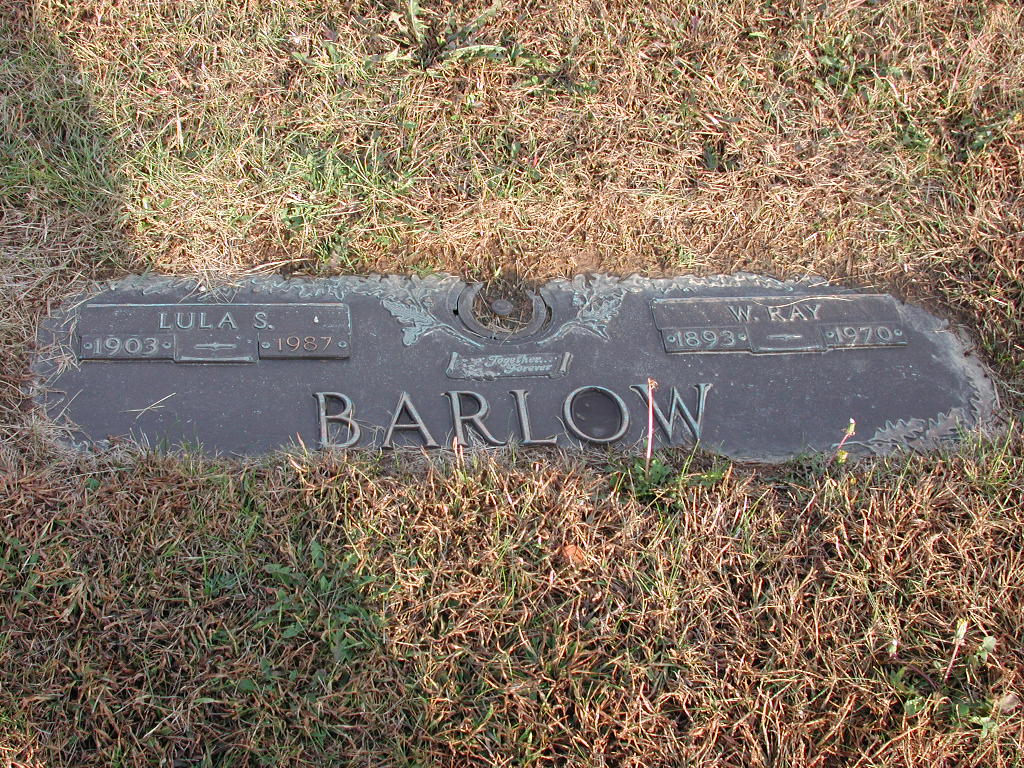 LULA S.
1903 1987
W. RAY
1893 1970
Together...
Forever
BARLOW